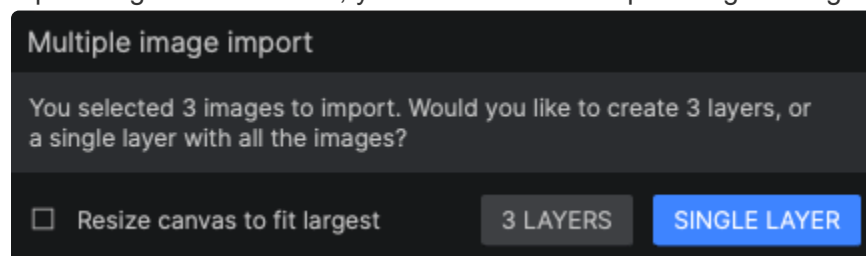 Multiple image import
You selected 3 images to import. Would you like to create 3 layers, or
a single layer with all the images?
Resize canvas to fit largest
3 LAYERS
SINGLE LAYER